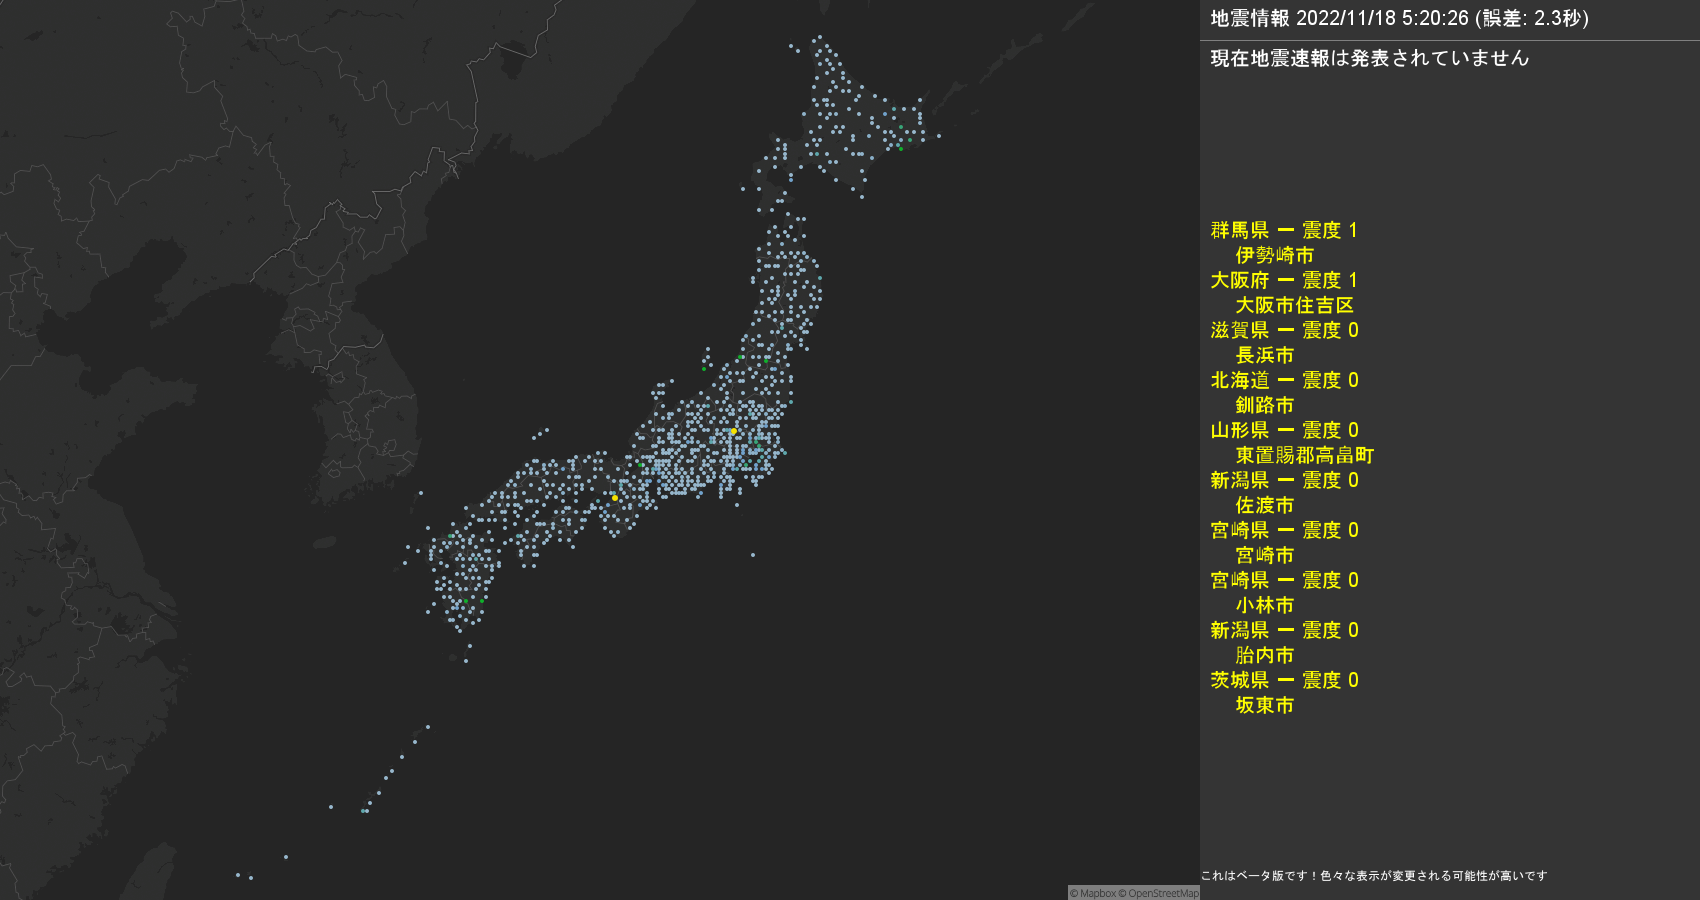 地震情報 2022/11/18 5:20:26 (誤差: 2.3秒)
現在地震速報は発表されていません
群馬県 ー 震度 1
伊勢崎市
大阪府 ー 震度 1
大阪市住吉区
滋賀県 ー 震度 0
長浜市
北海道 ー 震度 0
釧路市
山形県 ー 震度 0
東置賜郡高畠町
新潟県 ー 震度 0
佐渡市
宮崎県 ー 震度 0
宮崎市
宮崎県 ー 震度 0
小林市
新潟県 ー 震度 0
胎内市
茨城県 ー 震度 0
坂東市
これはベータ版です！色々な表示が変更される可能性が高いです
© Mapbox © OpenStreetMap